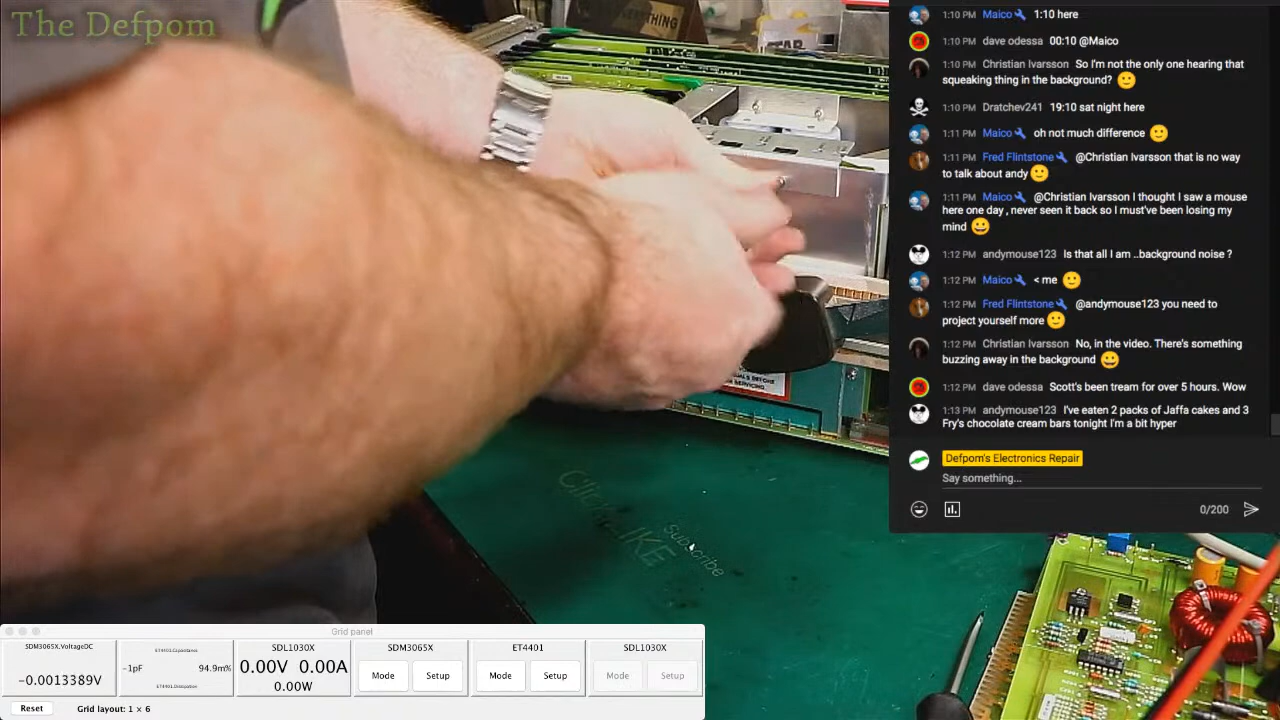 The Defpom
EVERYTHING
1:10 PM Maico 1:10 here
1:10 PM dave odessa 00:10 @Maico
1:10 PM Christian Ivarsson So I'm not the only one hearing that
squeaking thing in the background?
1:10 PM Dratchev241 19:10 sat night here
1:11 PM Maico oh not much difference
1:11 PM Fred Flintstone @Christian Ivarsson that is no way
to talk about andy
1:11 PM Maico @Christian Ivarsson I thought I saw a mouse
here one day , never seen it back so I must've been losing my
mind
1:12 PM andymouse123 Is that all I am ..background noise ?
1:12 PM Maico < me
1:12 PM Fred Flintstone @andymouse123 you need to
project yourself more
1:12 PM Christian Ivarsson No, in the video. There's something
buzzing away in the background
1:12 PM dave odessa Scott's been tream for over 5 hours. Wow
1:13 PM andymouse123 I've eaten 2 packs of Jaffa cakes and 3
Fry's chocolate cream bars tonight I'm a bit hyper
Defpom's Electronics Repair
Say something...
0/200
SERVICING
Click LIKE
Subscribe
Grid panel
SDM3065X.VoltageDC
-0.0013389V
ET4401.Capacitance
-1pF 94.9m%
ET4401.Dissipation
SDL1030X
0.00V 0.00A
0.00W
SDM3065X
Mode Setup
ET4401
Mode Setup
SDL1030X
Mode Setup
Reset Grid layout: 1 × 6